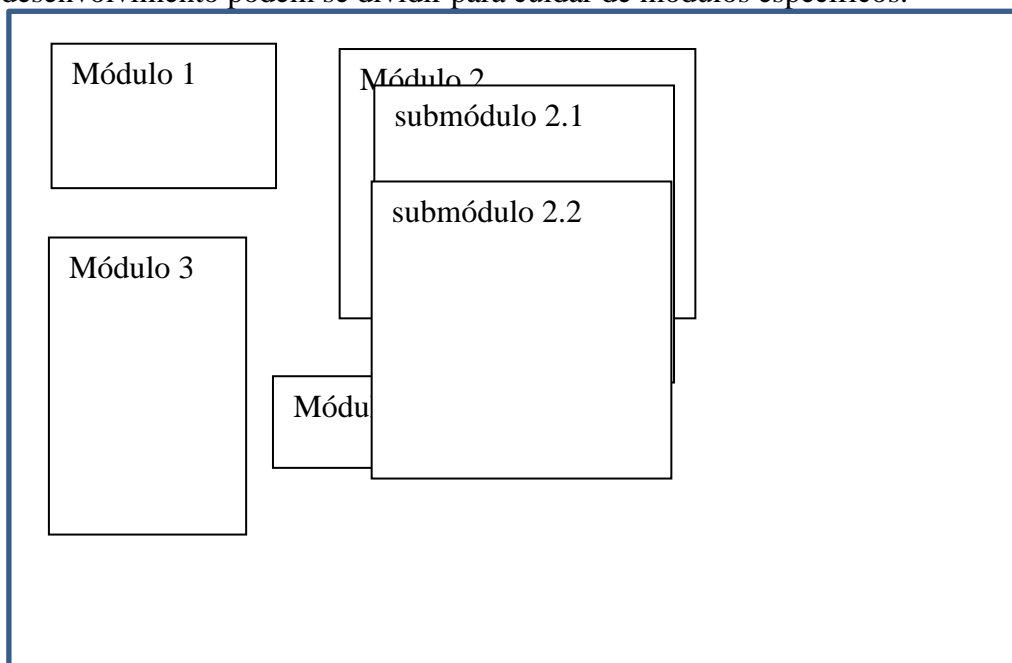 desenvolvimento podem se dividir para cuidar de módulos específicos.
Módulo 1
Módulo 2
submódulo 2.1
submódulo 2.2
Módulo 3